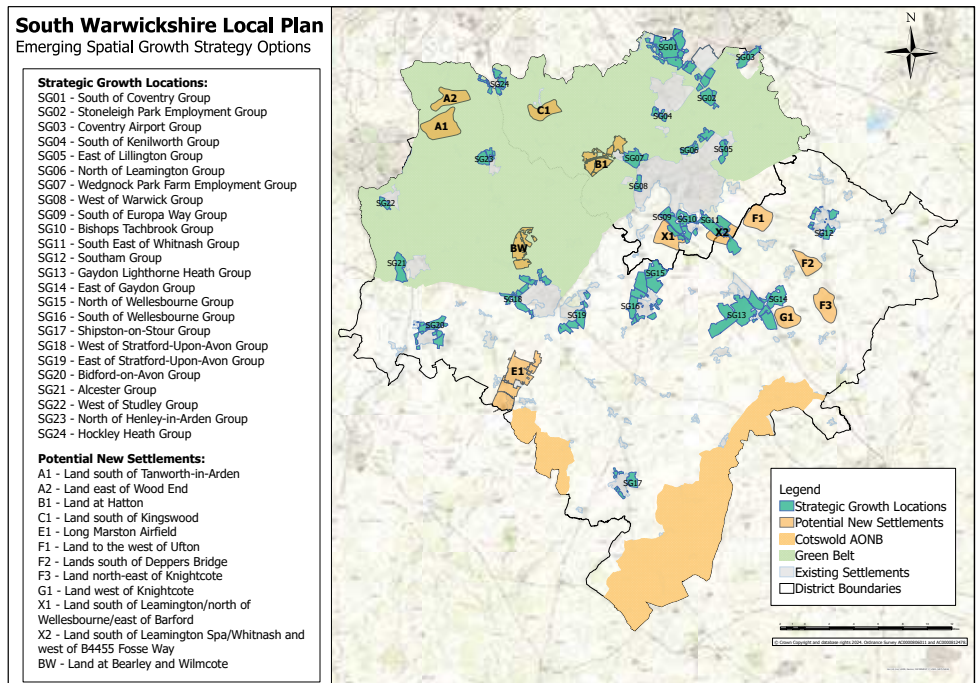 South Warwickshire Local Plan
Emerging Spatial Growth Strategy Options
Strategic Growth Locations:
SG01 - South of Coventry Group
SG02 - Stoneleigh Park Employment Group
SG03 - Coventry Airport Group
SG04 - South of Kenilworth Group
SG05 - East of Lillington Group
SG06 - North of Leamington Group
SG07 - Wedgnock Park Farm Employment Group
SG08 - West of Warwick Group
SG09 - South of Europa Way Group
SG10 - Bishops Tachbrook Group
SG11 - South East of Whitnash Group
SG12 - Southam Group
SG13 - Gaydon Lighthorne Heath Group
SG14 - East of Gaydon Group
SG15 - North of Wellesbourne Group
SG16 - South of Wellesbourne Group
SG17 - Shipston-on-Stour Group
SG18 - West of Stratford-Upon-Avon Group
SG19 - East of Stratford-Upon-Avon Group
SG20 - Bidford-on-Avon Group
SG21 - Alcester Group
SG22 - West of Studley Group
SG23 - North of Henley-in-Arden Group
SG24 - Hockley Heath Group
Potential New Settlements:
A1 - Land south of Tanworth-in-Arden
A2 - Land east of Wood End
B1 - Land at Hatton
C1 - Land south of Kingswood
E1 - Long Marston Airfield
F1 - Land to the west of Ufton
F2 - Lands south of Deppers Bridge
F3 - Land north-east of Knightcote
G1 - Land west of Knightcote
X1 - Land south of Leamington/north of
Wellesbourne/east of Barford
X2 - Land south of Leamington Spa/Whitnash and
west of B4455 Fosse Way
BW - Land at Bearley and Wilmcote
N
SG01
SG03
SG24
A2
SG02
C1
SG04
A1
SG06
SG05
SG23
SG07
B1
SG08
SG22
SG09
SG10
SG11
F1
X1
X2
SG12
BW
SG21
F2
SG15
SG18
SG14
SG16
F3
SG19
SG13
G1
SG20
E1
SG17
Legend
Strategic Growth Locations
Potential New Settlements
Cotswold AONB
Green Belt
Existing Settlements
District Boundaries
© Crown Copyright and database rights 2024. Ordnance Survey